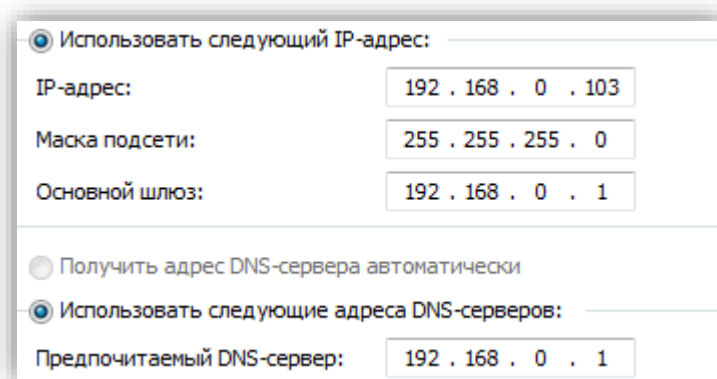 Использовать следующий IP-адрес:
IP-адрес: 192 . 168 . 0 . 103
Маска подсети: 255 . 255 . 255 . 0
Основной шлюз: 192 . 168 . 0 . 1
Получить адрес DNS-сервера автоматически
Использовать следующие адреса DNS-серверов:
Предпочитаемый DNS-сервер: 192 . 168 . 0 . 1